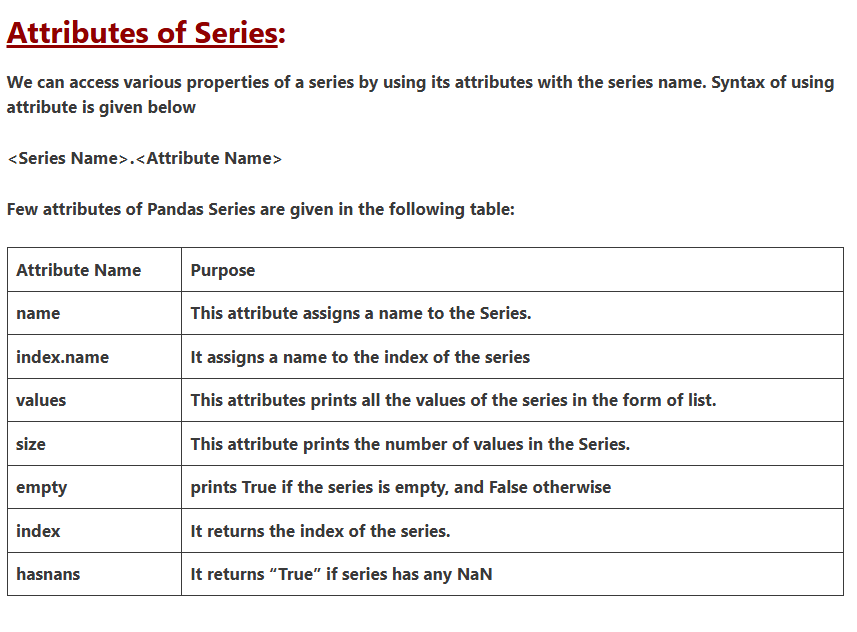 Attributes of Series:
We can access various properties of a series by using its attributes with the series name. Syntax of using
attribute is given below
<Series Name>.<Attribute Name>
Few attributes of Pandas Series are given in the following table:
Attribute Name Purpose
name This attribute assigns a name to the Series.
index.name It assigns a name to the index of the series
values This attributes prints all the values of the series in the form of list.
size This attribute prints the number of values in the Series.
empty prints True if the series is empty, and False otherwise
index It returns the index of the series.
hasnans It returns “True” if series has any NaN